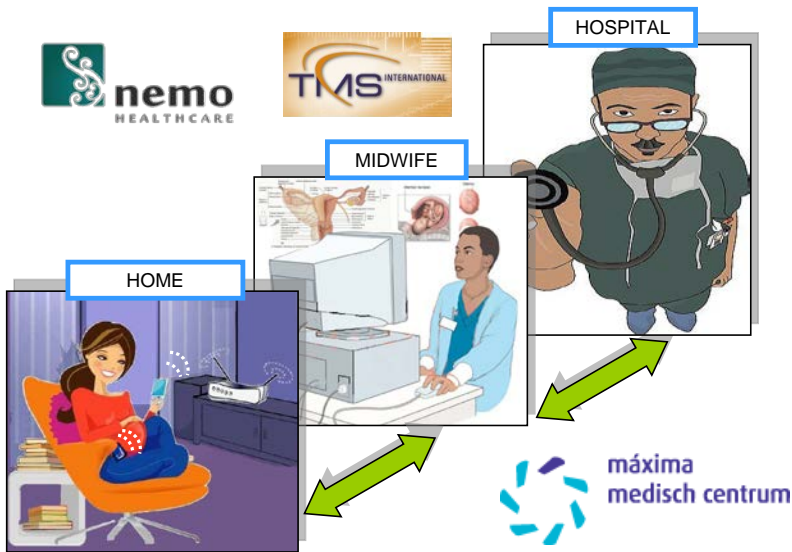 HOSPITAL
nemo
HEALTHCARE
TMS INTERNATIONAL
MIDWIFE
HOME
máxima
medisch centrum